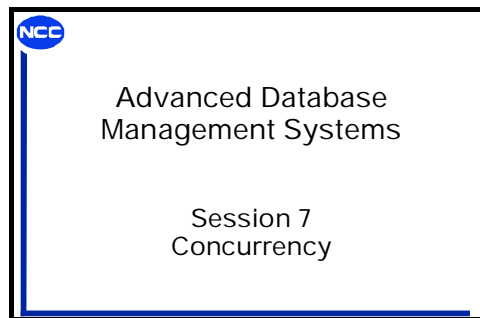 NCC
Advanced Database
Management Systems
Session 7
Concurrency